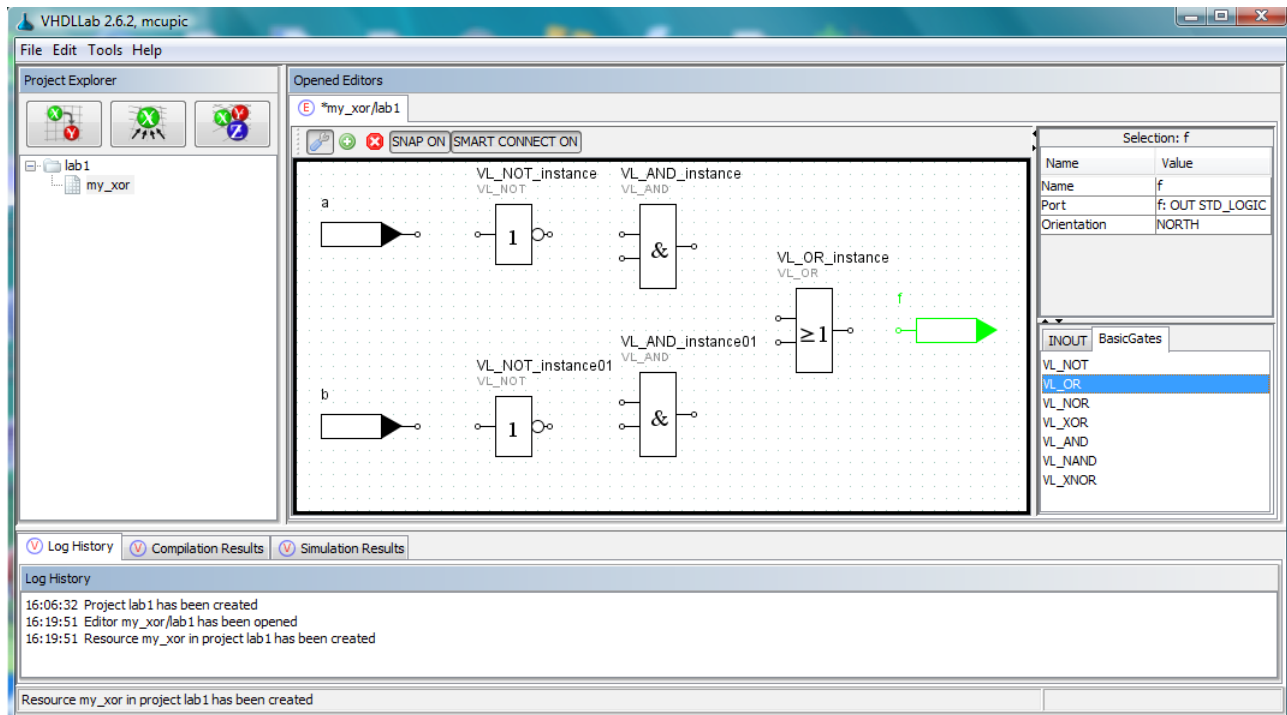 VHDLLab 2.6.2, mcupic
File Edit Tools Help
Project Explorer
X Y
X
X Y Z
lab1
my_xor
Opened Editors
E *my_xor/lab1
SNAP ON SMART CONNECT ON
a
VL_NOT_instance
VL_NOT
1
VL_AND_instance
VL_AND
&
VL_OR_instance
VL_OR
≥1
f
b
VL_NOT_instance01
VL_NOT
1
VL_AND_instance01
VL_AND
&
Selection: f
Name Value
Name f
Port f: OUT STD_LOGIC
Orientation NORTH
INOUT BasicGates
VL_NOT
VL_OR
VL_NOR
VL_XOR
VL_AND
VL_NAND
VL_XNOR
V Log History V Compilation Results V Simulation Results
Log History
16:06:32 Project lab1 has been created
16:19:51 Editor my_xor/lab1 has been opened
16:19:51 Resource my_xor in project lab1 has been created
Resource my_xor in project lab1 has been created